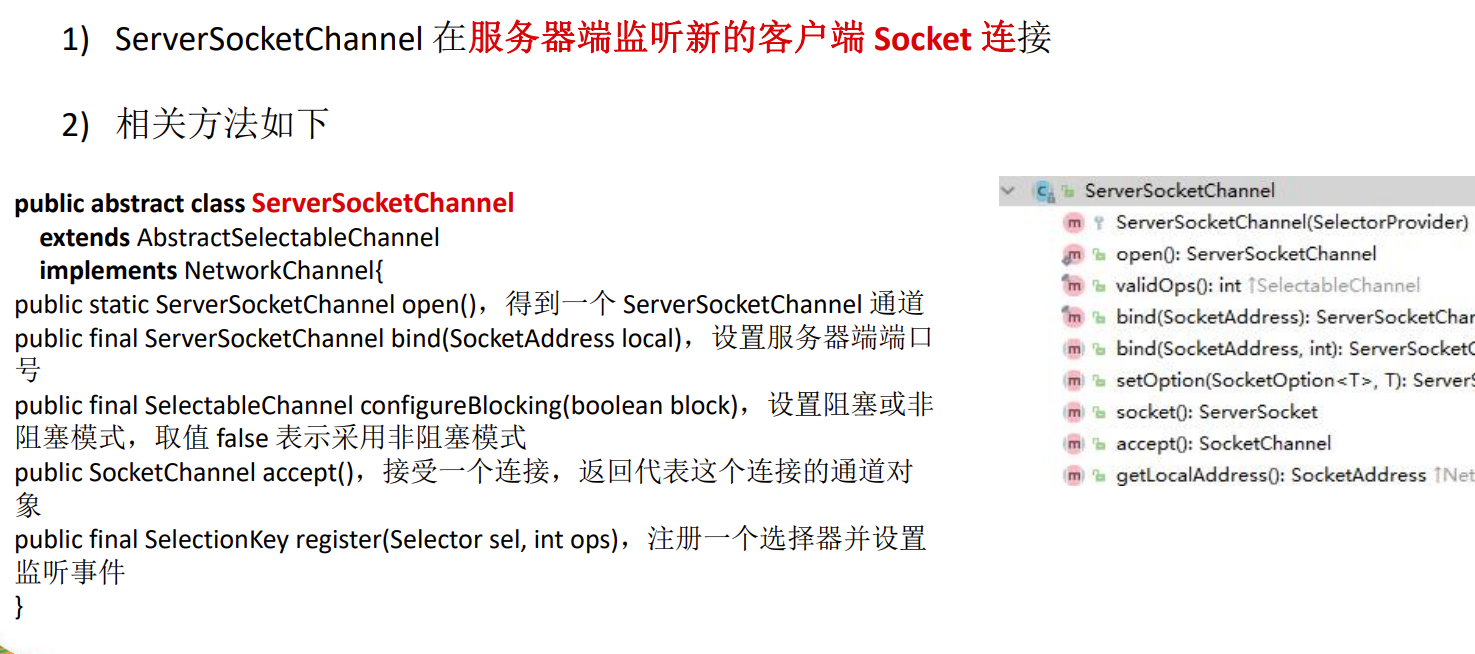 1) ServerSocketChannel 在服务器端监听新的客户端 Socket 连接
2) 相关方法如下
public abstract class ServerSocketChannel
extends AbstractSelectableChannel
implements NetworkChannel{
public static ServerSocketChannel open()，得到一个 ServerSocketChannel 通道
public final ServerSocketChannel bind(SocketAddress local)，设置服务器端端口
号
public final SelectableChannel configureBlocking(boolean block)，设置阻塞或非
阻塞模式，取值 false 表示采用非阻塞模式
public SocketChannel accept()，接受一个连接，返回代表这个连接的通道对
象
public final SelectionKey register(Selector sel, int ops)，注册一个选择器并设置
监听事件
}
ServerSocketChannel
ServerSocketChannel(SelectorProvider)
open(): ServerSocketChannel
validOps(): int ↑SelectableChannel
bind(SocketAddress): ServerSocketChan
bind(SocketAddress, int): ServerSocketC
setOption(SocketOption<T>, T): ServerS
socket(): ServerSocket
accept(): SocketChannel
getLocalAddress(): SocketAddress ↑Net